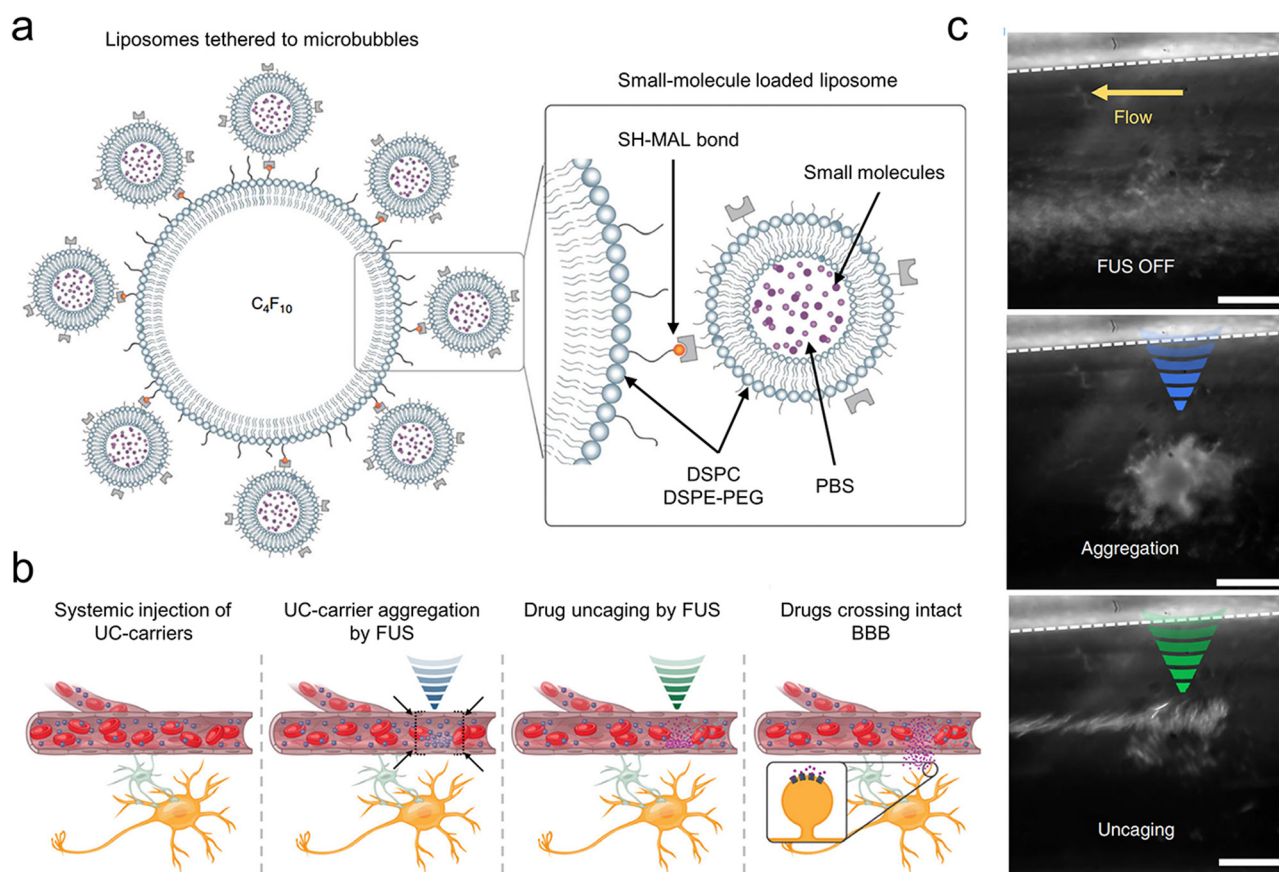 a
Liposomes tethered to microbubbles
C₄F₁₀
Small-molecule loaded liposome
SH-MAL bond
Small molecules
DSPC
DSPE-PEG
PBS
b
Systemic injection of
UC-carriers
UC-carrier aggregation
by FUS
Drug uncaging by FUS
Drugs crossing intact
BBB
c
Flow
FUS OFF
Aggregation
Uncaging